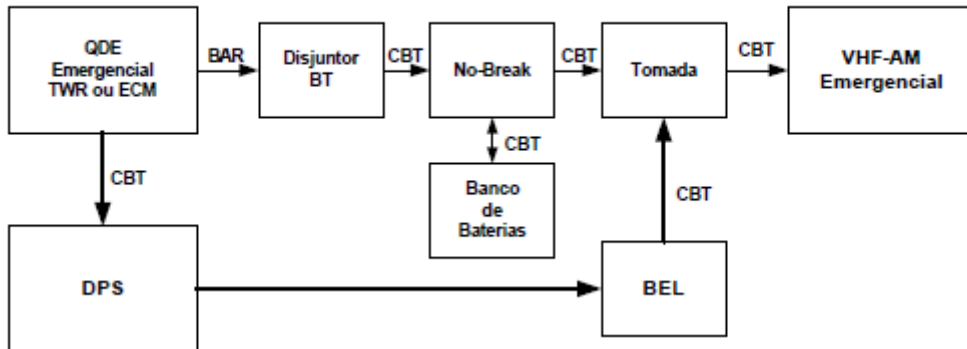 QDE
Emergencial
TWR ou ECM
BAR
Disjuntor
BT
CBT
No-Break
CBT
Tomada
CBT
VHF-AM
Emergencial
CBT
CBT
Banco
de
Baterias
CBT
DPS
BEL